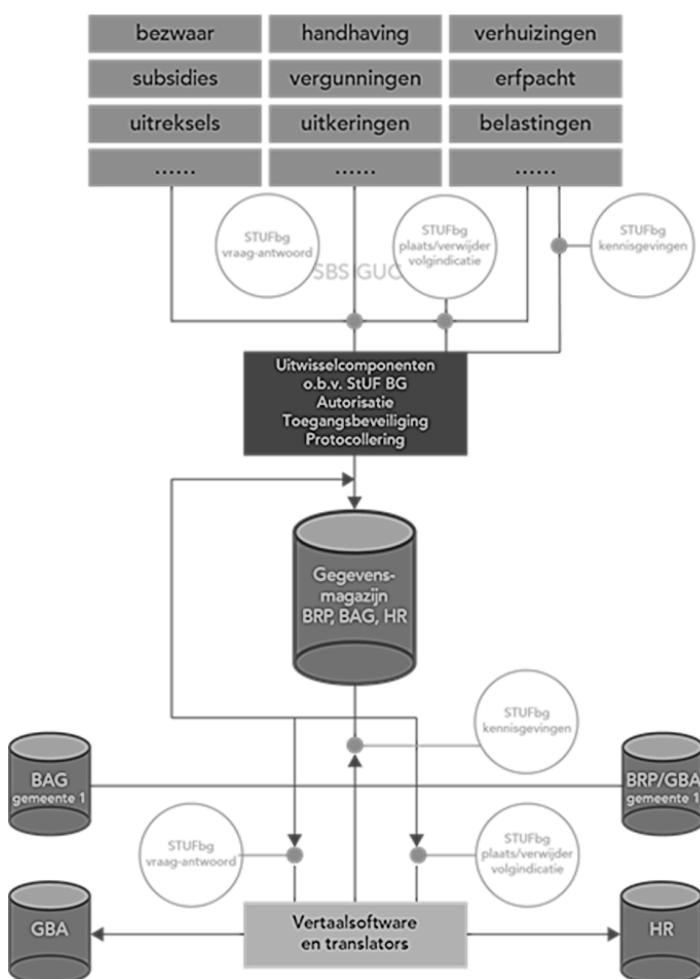 bezwaar
handhaving
verhuizingen
subsidies
vergunningen
erfpacht
uitreksels
uitkeringen
belastingen
......
......
......
STUFbg
vraag-antwoord
STUFbg
plaats/verwijder
volgindicatie
STUFbg
kennisgevingen
SBS GUC
Uitwisselcomponenten
o.b.v. StUF BG
Autorisatie
Toegangsbeveiliging
Protocollering
Gegevens-
magazijn
BRP, BAG, HR
STUFbg
kennisgevingen
BAG
gemeente 1
BRP/GBA
gemeente 1
STUFbg
vraag-antwoord
STUFbg
plaats/verwijder
volgindicatie
GBA
Vertaalsoftware
en translators
HR